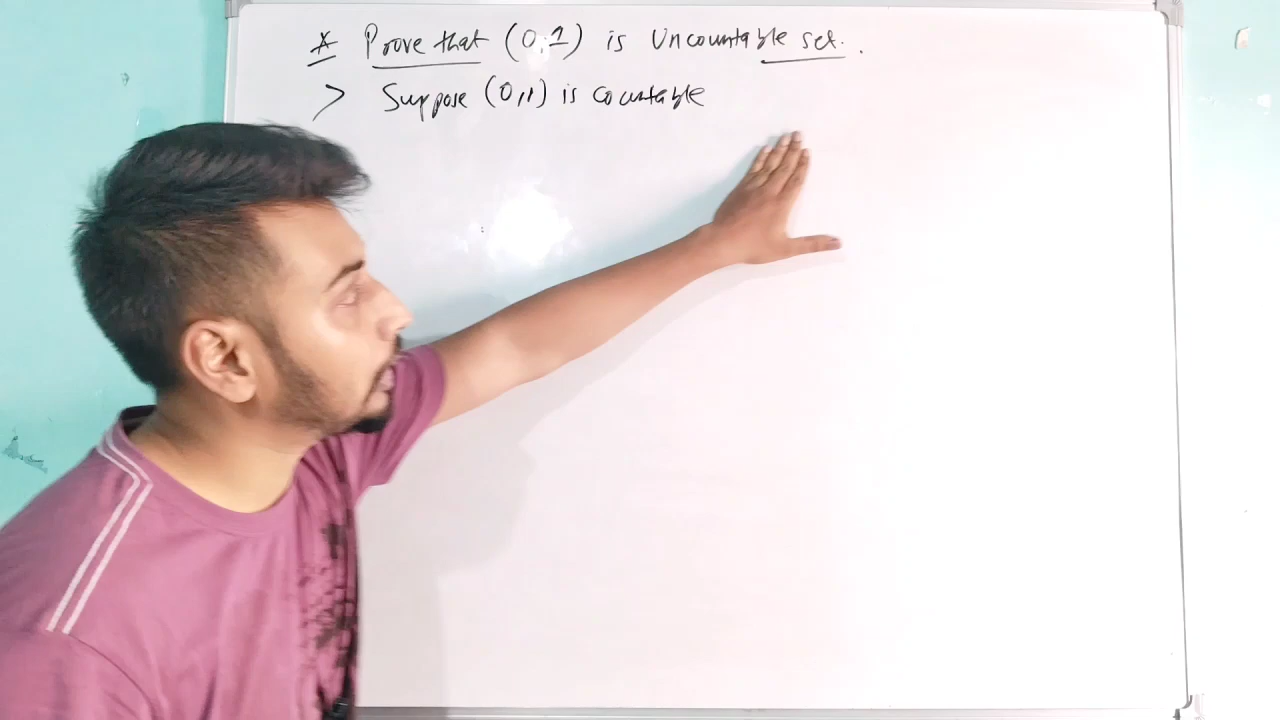 * Prove that (0,1) is Uncountable set.
> Suppose (0,1) is countable